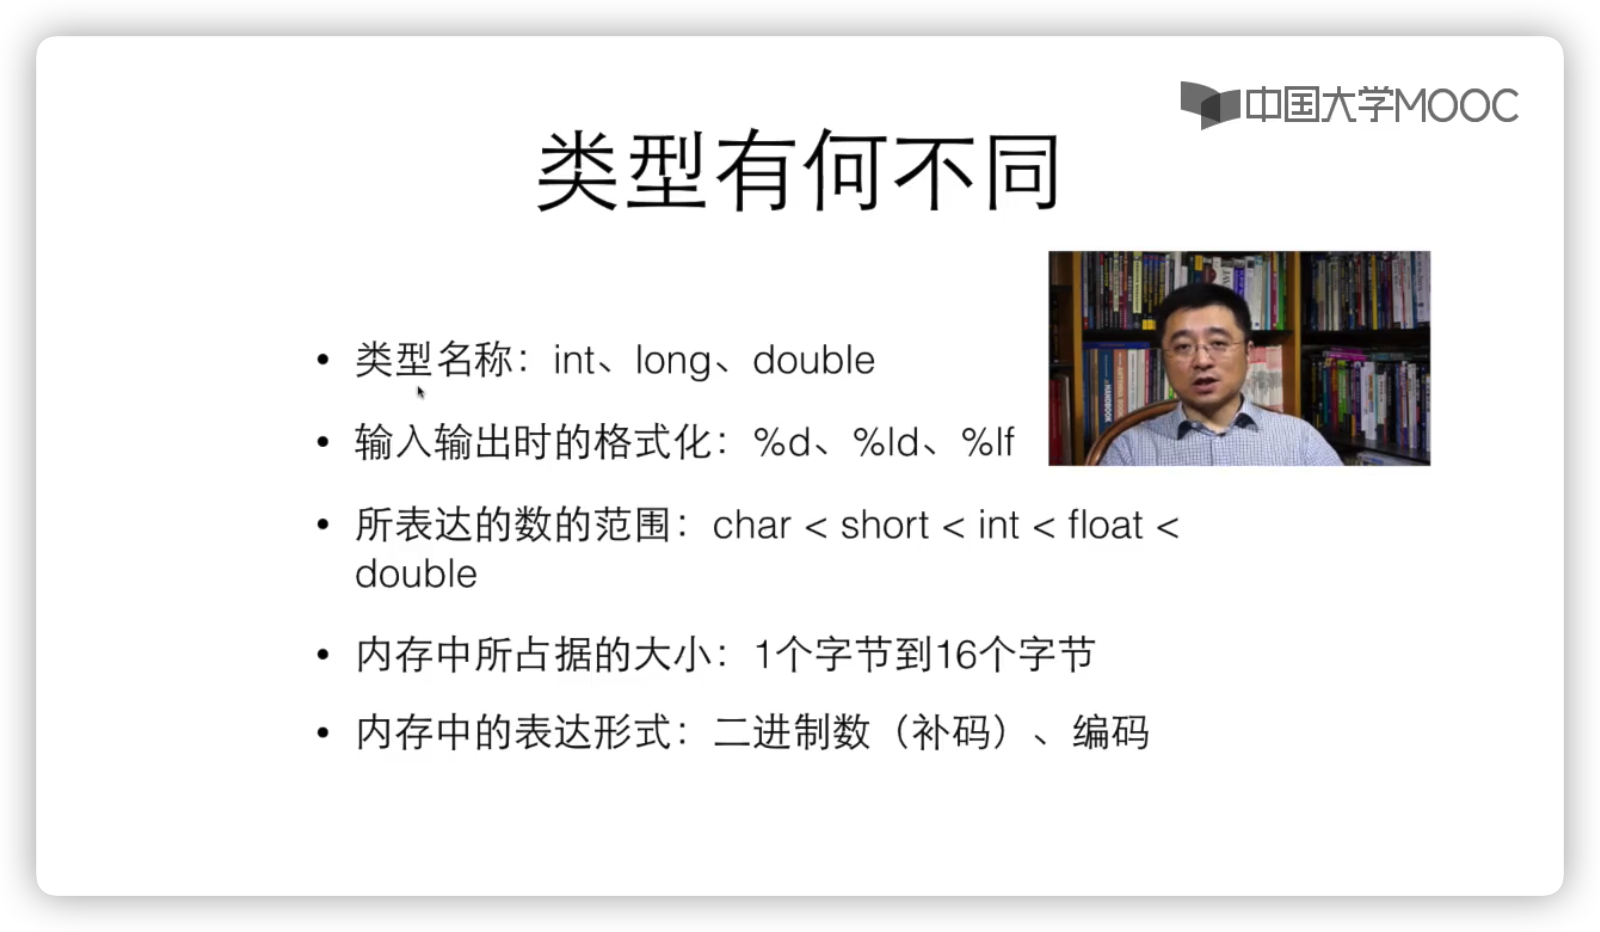 中国大学MOOC
类型有何不同
• 类型名称：int、long、double
• 输入输出时的格式化：%d、%ld、%lf
• 所表达的数的范围：char < short < int < float <
double
• 内存中所占据的大小：1个字节到16个字节
• 内存中的表达形式：二进制数（补码）、编码